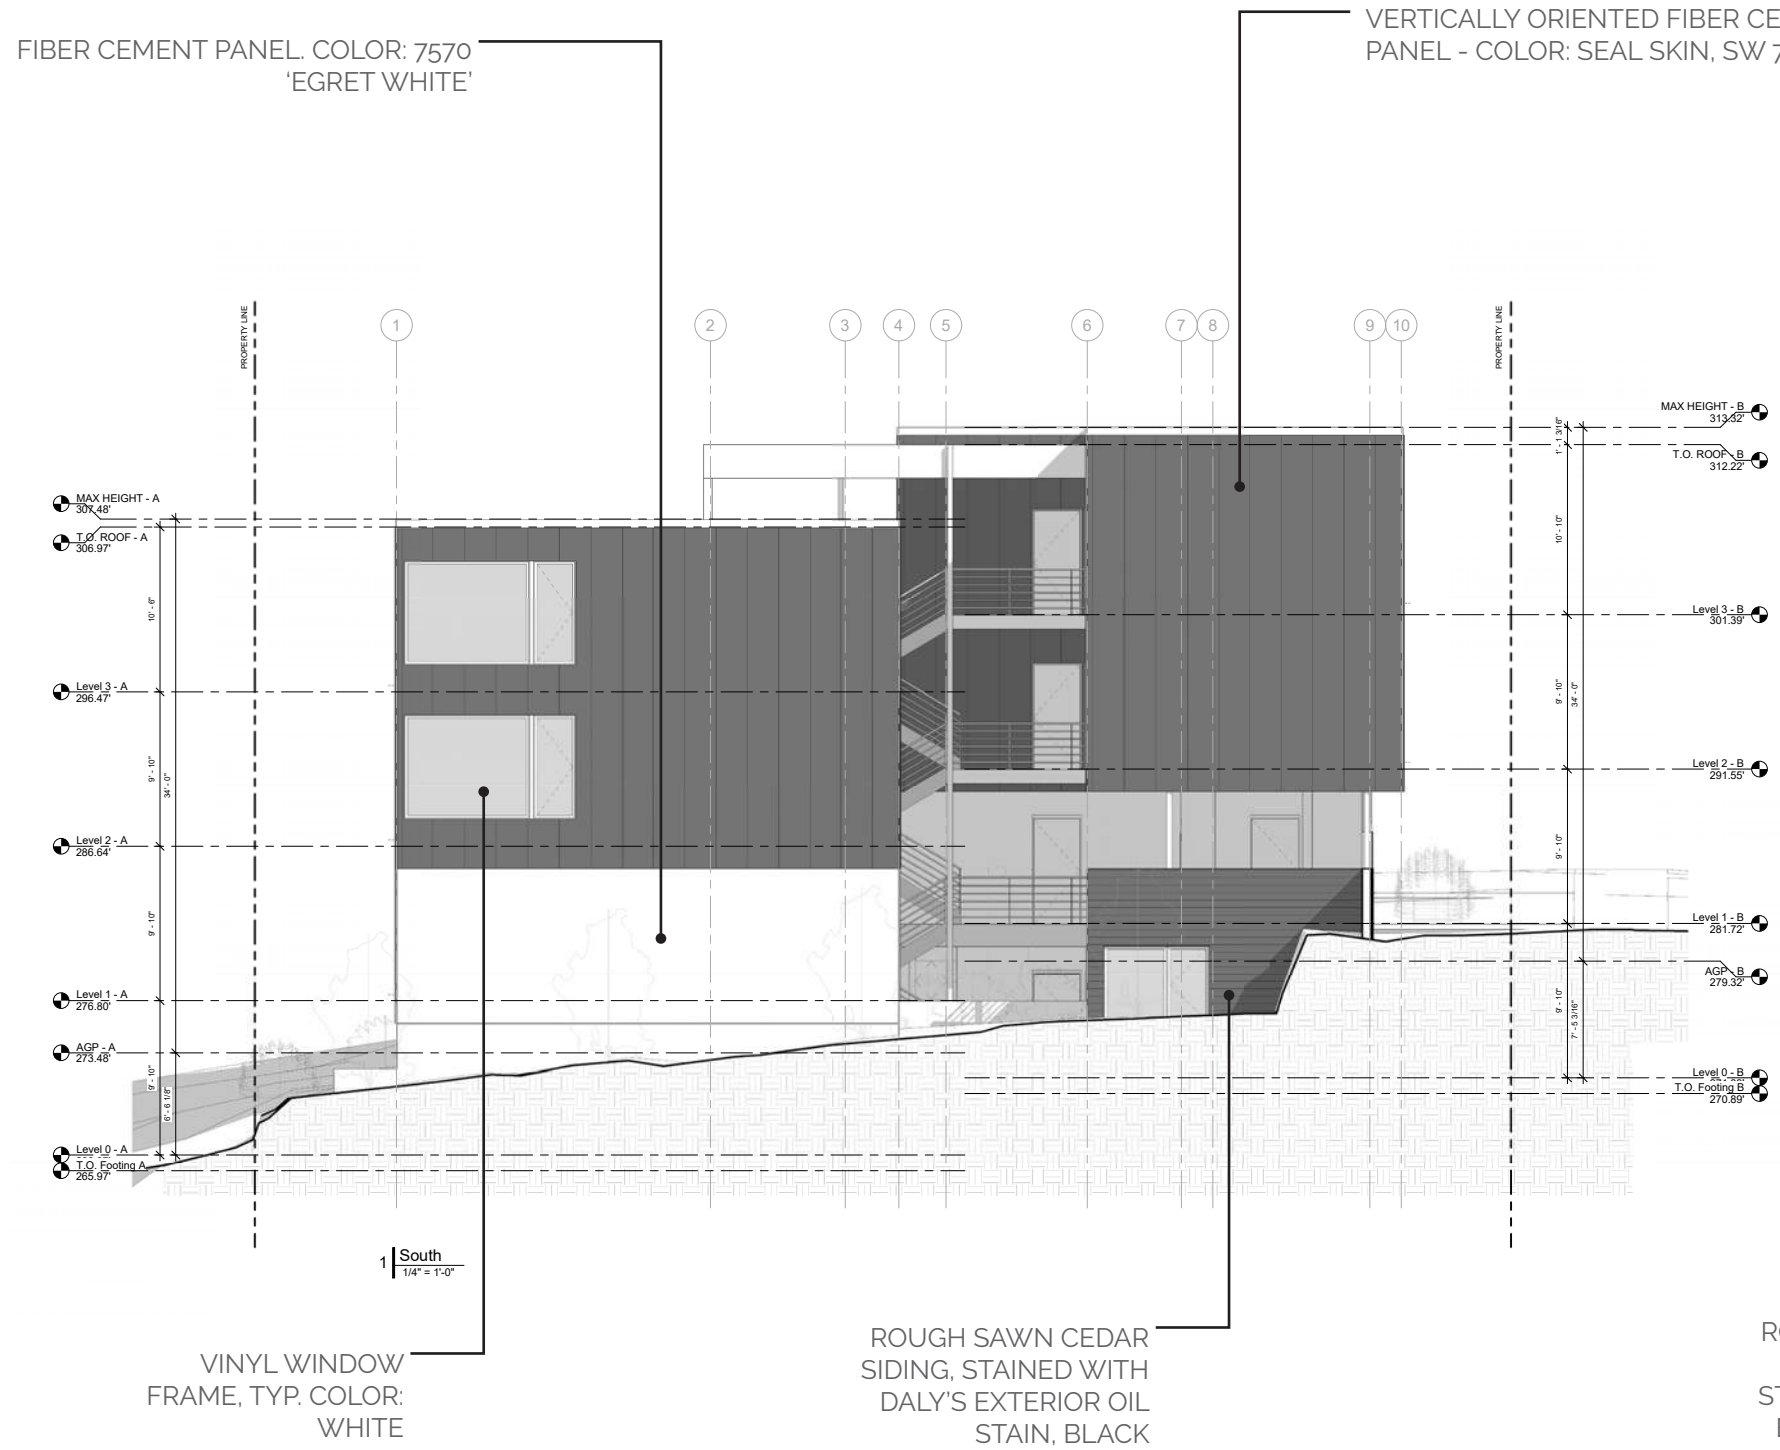 FIBER CEMENT PANEL. COLOR: 7570
'EGRET WHITE'
VERTICALLY ORIENTED FIBER CE
PANEL - COLOR: SEAL SKIN, SW 7
PROPERTY LINE
1
2
3
4
5
6
7
8
9
10
PROPERTY LINE
MAX HEIGHT - A
307.48'
T.O. ROOF - A
306.97'
Level 3 - A
296.47'
Level 2 - A
286.64'
Level 1 - A
276.80'
AGP - A
273.48'
Level 0 - A
T.O. Footing A
265.97'
10' - 6"
9' - 10"
34' - 0"
9' - 10"
9' - 10"
6' - 6 1/8"
MAX HEIGHT - B
313.32'
T.O. ROOF - B
312.22'
Level 3 - B
301.39'
Level 2 - B
291.55'
Level 1 - B
281.72'
AGP - B
279.32'
Level 0 - B
T.O. Footing B
270.89'
1' - 1 3/16"
10' - 10"
9' - 10"
34' - 0"
9' - 10"
9' - 10"
7' - 5 3/16"
1
South
1/4" = 1'-0"
VINYL WINDOW
FRAME, TYP. COLOR:
WHITE
ROUGH SAWN CEDAR
SIDING, STAINED WITH
DALY'S EXTERIOR OIL
STAIN, BLACK